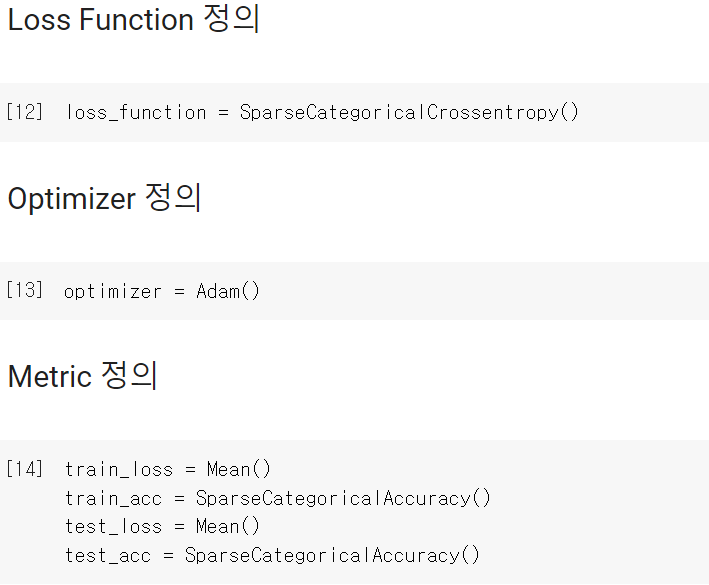 Loss Function 정의
[12] loss_function = SparseCategoricalCrossentropy()
Optimizer 정의
[13] optimizer = Adam()
Metric 정의
[14] train_loss = Mean()
train_acc = SparseCategoricalAccuracy()
test_loss = Mean()
test_acc = SparseCategoricalAccuracy()